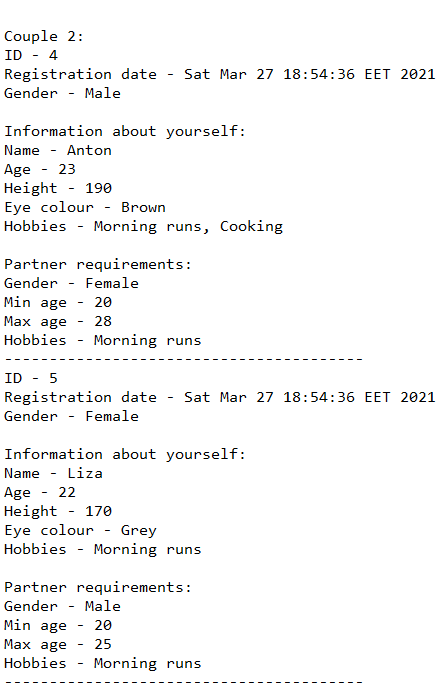 Couple 2:
ID - 4
Registration date - Sat Mar 27 18:54:36 EET 2021
Gender - Male

Information about yourself:
Name - Anton
Age - 23
Height - 190
Eye colour - Brown
Hobbies - Morning runs, Cooking

Partner requirements:
Gender - Female
Min age - 20
Max age - 28
Hobbies - Morning runs
----------------------------------------
ID - 5
Registration date - Sat Mar 27 18:54:36 EET 2021
Gender - Female

Information about yourself:
Name - Liza
Age - 22
Height - 170
Eye colour - Grey
Hobbies - Morning runs

Partner requirements:
Gender - Male
Min age - 20
Max age - 25
Hobbies - Morning runs
----------------------------------------